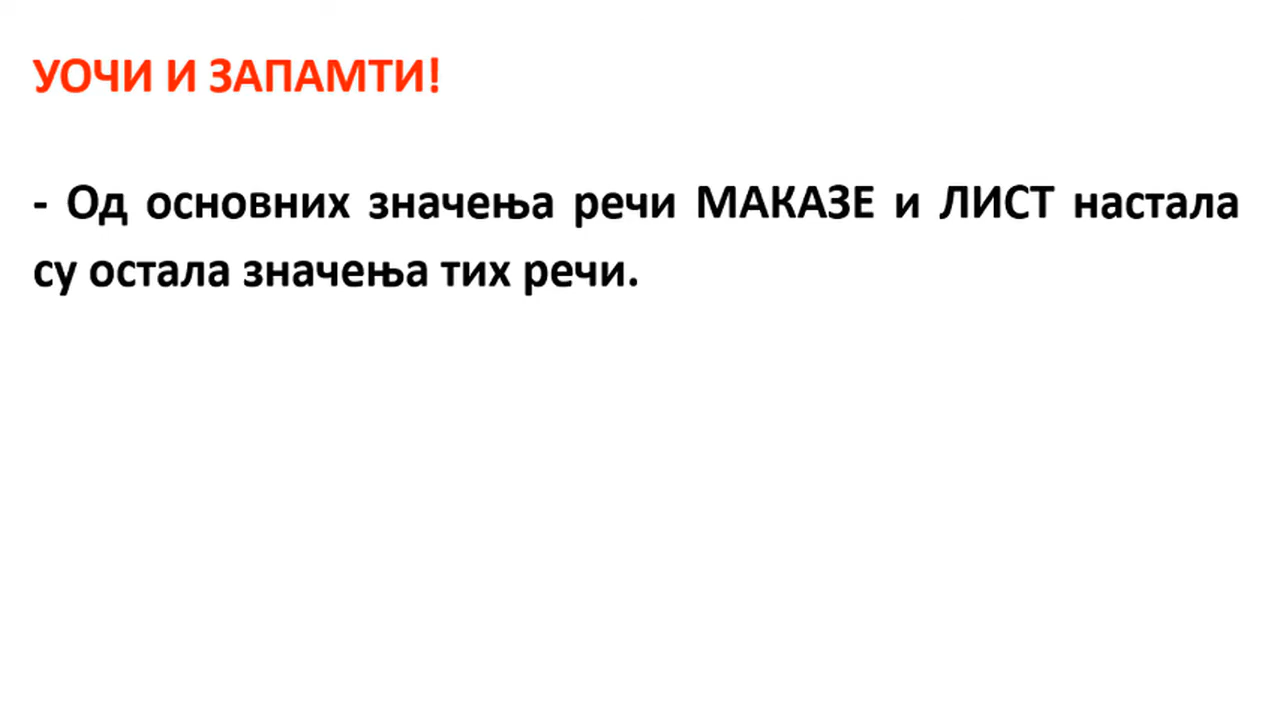 УОЧИ И ЗАПАМТИ!
- Од основних значења речи МАКАЗЕ и ЛИСТ настала
су остала значења тих речи.